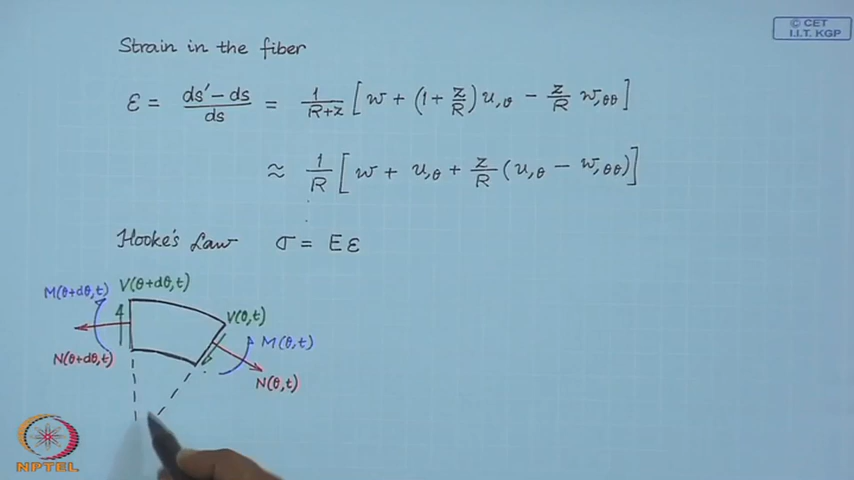 © CET
I.I.T. KGP
Strain in the fiber
ε = (ds′ − ds)/ds = 1/(R+z) [w + (1 + z/R) u,θ − z/R w,θθ]
≈ 1/R [w + u,θ + z/R (u,θ − w,θθ)]
Hooke's Law σ = Eε
M(θ+dθ,t) V(θ+dθ,t)
V(θ,t)
M(θ,t)
N(θ+dθ,t)
N(θ,t)
NPTEL